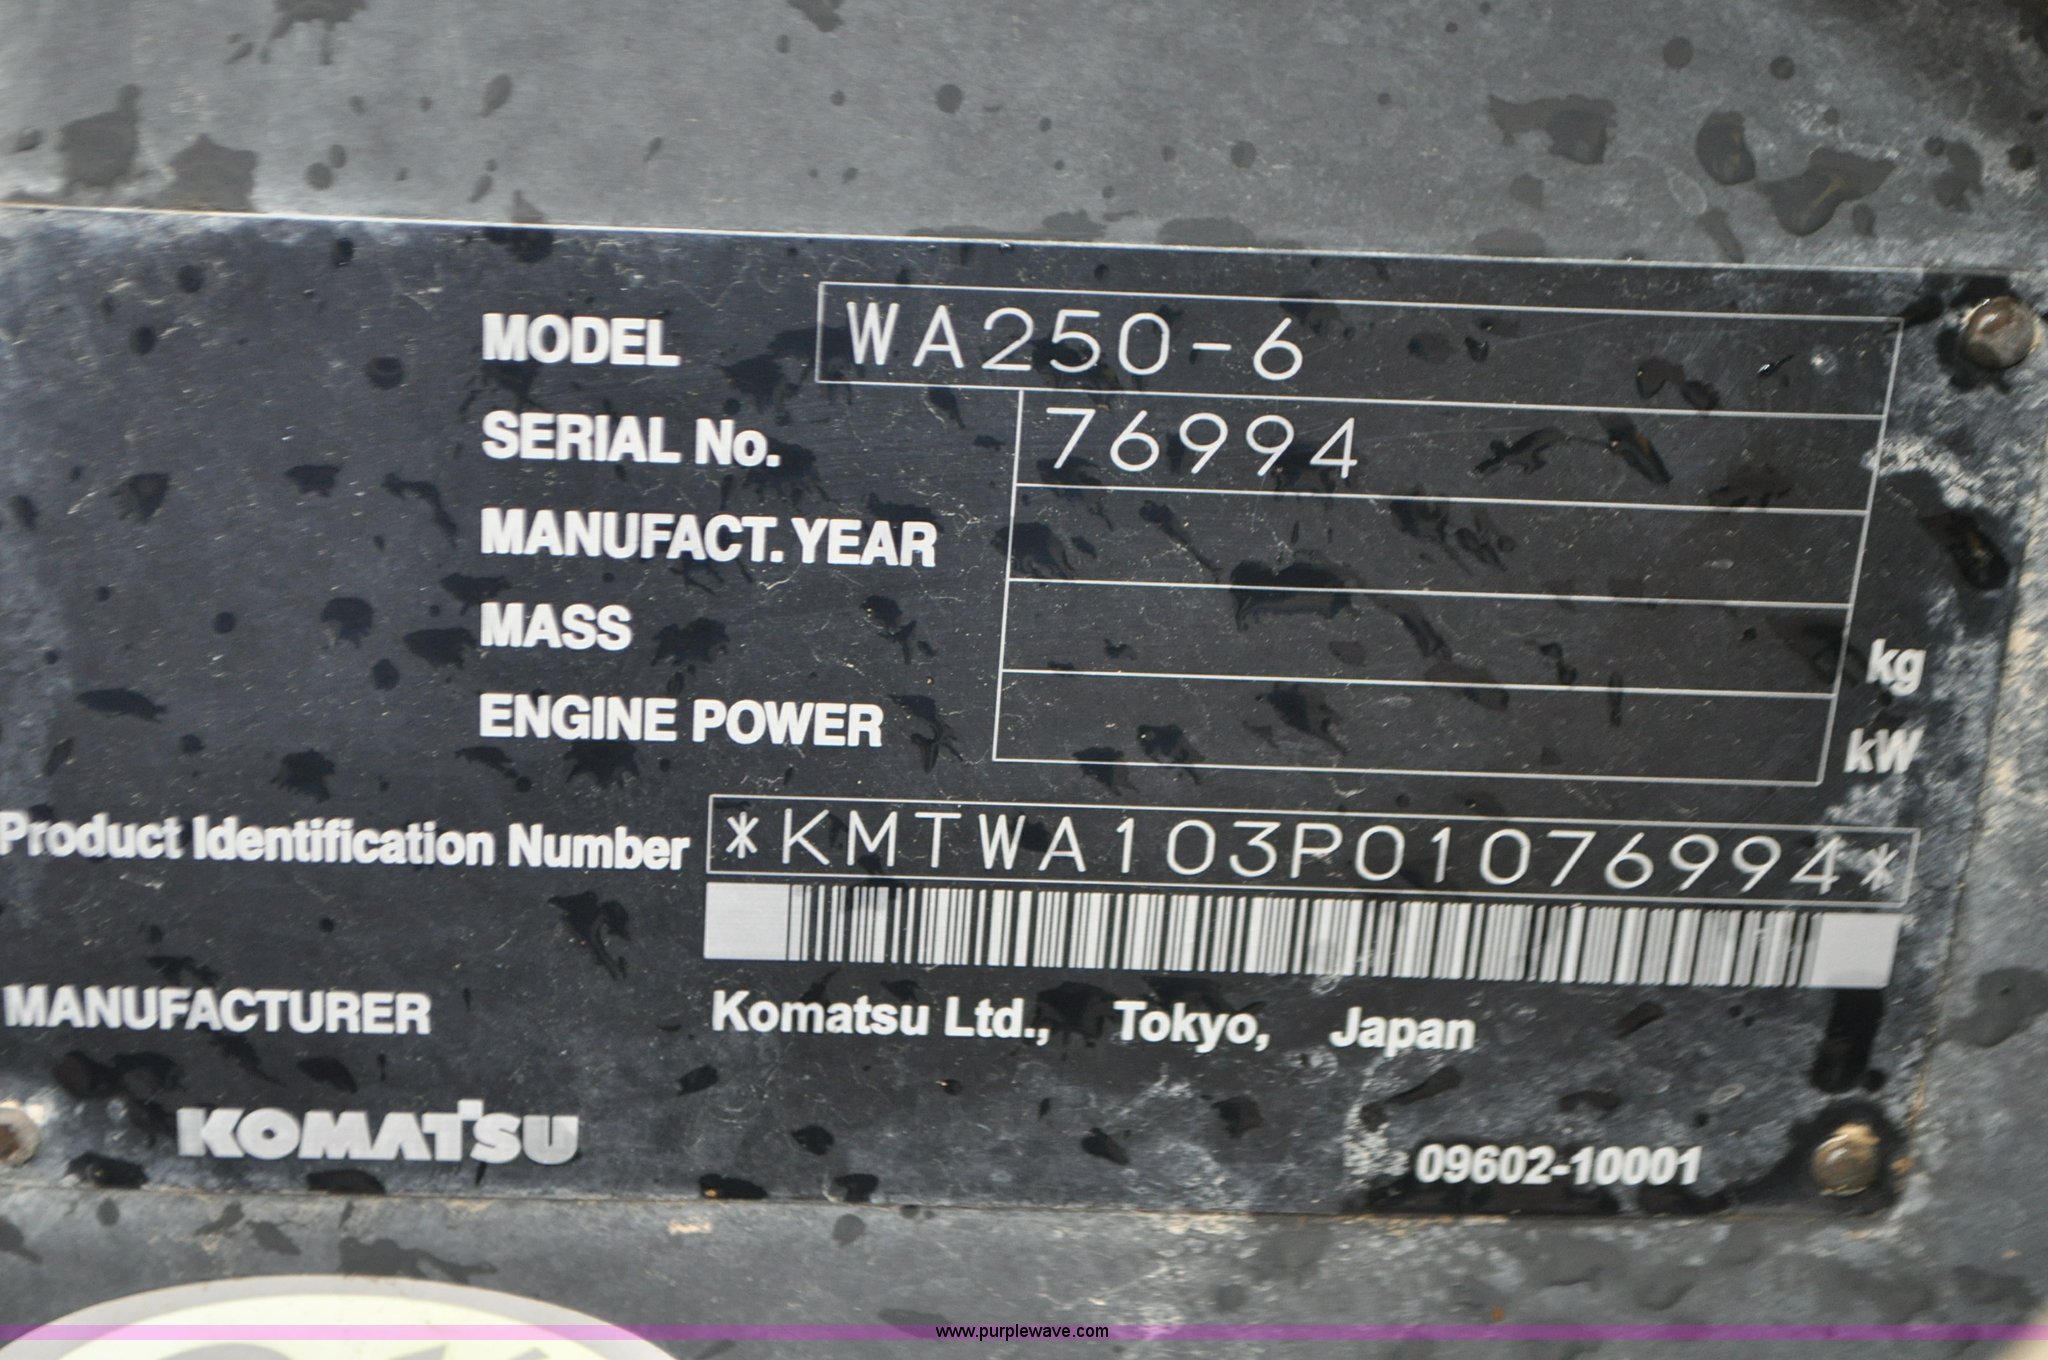 MODEL WA250-6
SERIAL No. 76994
MANUFACT. YEAR
MASS kg
ENGINE POWER kW
Product Identification Number *KMTWA103P01076994*
MANUFACTURER Komatsu Ltd., Tokyo, Japan
KOMATSU
09602-10001
www.purplewave.com